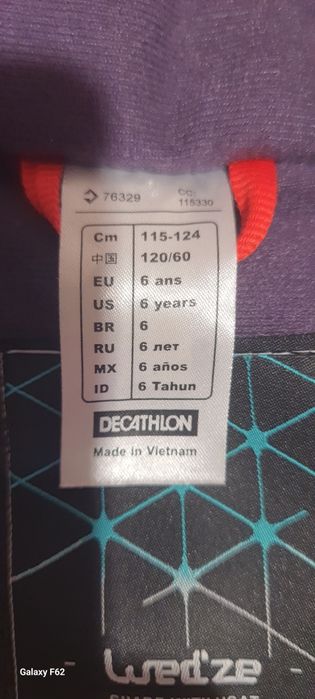 76329 CC: 115330
Cm 115-124
中国 120/60
EU 6 ans
US 6 years
BR 6
RU 6 лет
MX 6 años
ID 6 Tahun
DECATHLON
Made in Vietnam
Galaxy F62
wed'ze